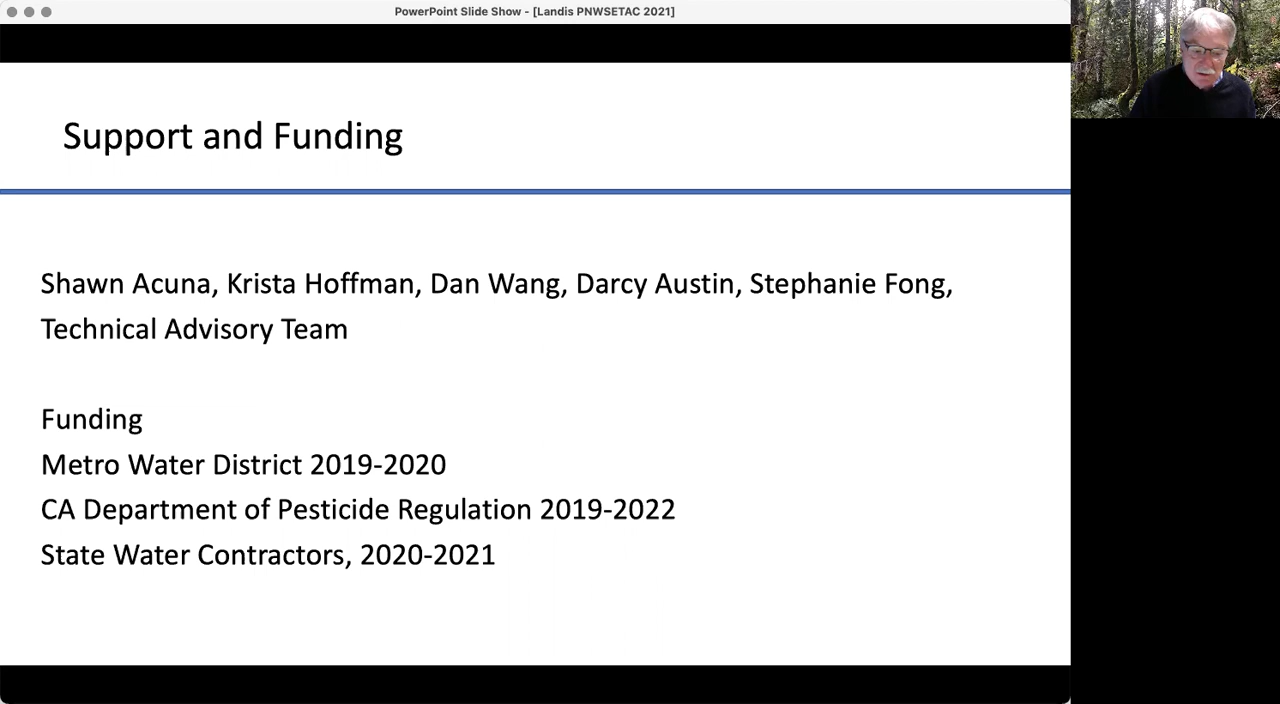 PowerPoint Slide Show - [Landis PNWSETAC 2021]
Support and Funding
Shawn Acuna, Krista Hoffman, Dan Wang, Darcy Austin, Stephanie Fong,
Technical Advisory Team
Funding
Metro Water District 2019-2020
CA Department of Pesticide Regulation 2019-2022
State Water Contractors, 2020-2021